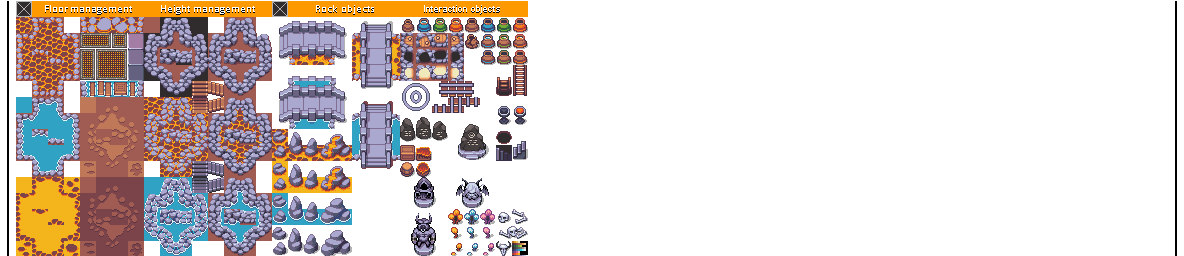 Floor management
Height management
Rock objects
Interaction objects